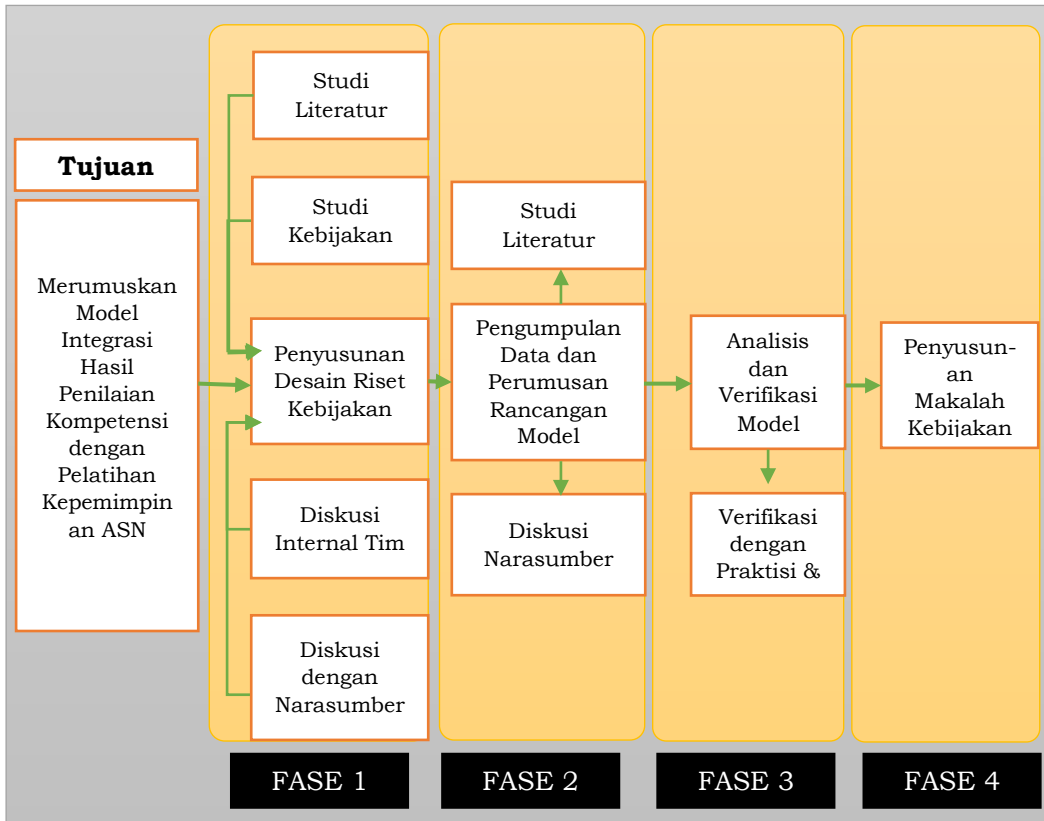 Tujuan
Merumuskan
Model
Integrasi
Hasil
Penilaian
Kompetensi
dengan
Pelatihan
Kepemimpin
an ASN
Studi
Literatur
Studi
Kebijakan
Penyusunan
Desain Riset
Kebijakan
Diskusi
Internal Tim
Diskusi
dengan
Narasumber
FASE 1
Studi
Literatur
Pengumpulan
Data dan
Perumusan
Rancangan
Model
Diskusi
Narasumber
FASE 2
Analisis
dan
Verifikasi
Model
Verifikasi
dengan
Praktisi &
FASE 3
Penyusun-
an
Makalah
Kebijakan
FASE 4